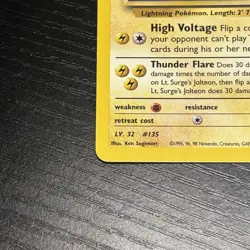 Lightning Pokémon. Length: 2' 7
High Voltage Flip a c
your opponent can't play T
cards during his or her ne
Thunder Flare Does 30 d
damage times the number of dam
on Lt. Surge's Jolteon. Then flip a
Lt. Surge's Jolteon does 30 dama
weakness resistance
retreat cost
LV. 32 #135
Illus. Ken Sugimori ©1995, 96, 98 Nintendo, Creatures, GAM